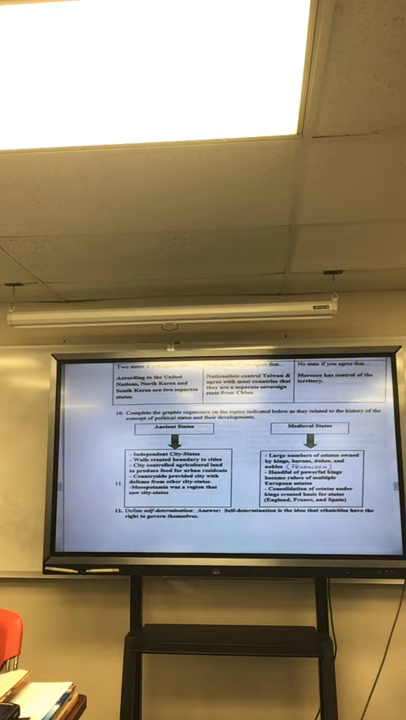 Two states if you
that...
No state if you agree that...
According to the United
Nations, North Korea and
South Korea are two separate
states.
Nationalists control Taiwan &
agree with most countries that
they are a separate sovereign
state from China.
Morocco has control of the
territory.
10. Complete the graphic organizers on the topics indicated below as they related to the history of the
concept of political states and their developments.
Ancient States
Medieval States
- Independent City-States
- Walls created boundary to cities
- City controlled agricultural land
to produce food for urban residents
- Countryside provided city with
defense from other city-states
-Mesopotamia was a region that
saw city-states
11.
- Large numbers of estates owned
by kings, barons, dukes, and
nobles (Feudalism)
- Handful of powerful kings
became rulers of multiple
European estates
- Consolidation of estates under
kings created basis for states
(England, France, and Spain)
12. Define self-determination: Answer: Self-determination is the idea that ethnicities have the
right to govern themselves.